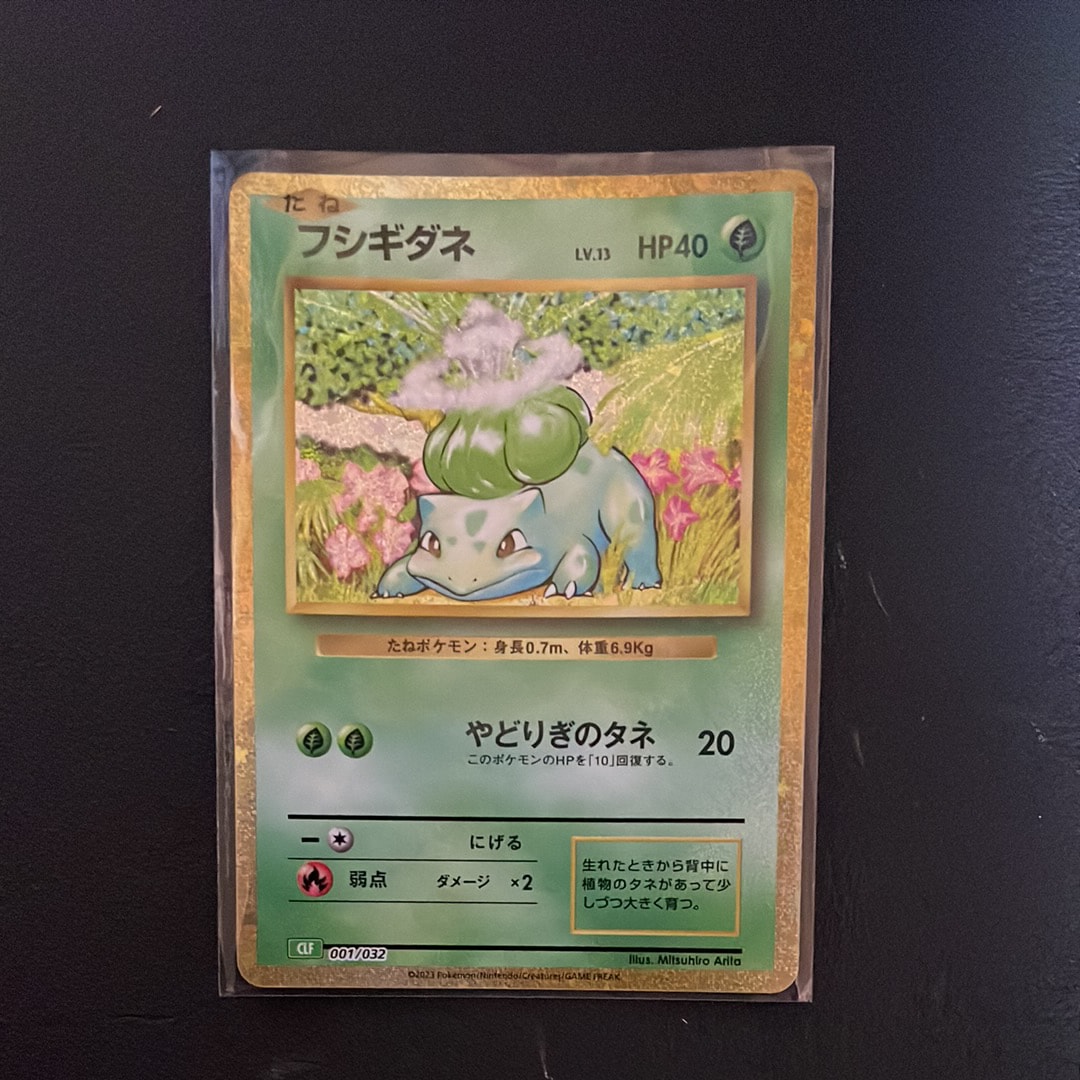 たね
フシギダネ LV.13 HP40
たねポケモン：身長0.7m、体重6.9Kg
やどりぎのタネ 20
このポケモンのHPを「10」回復する。
ー にげる
弱点 ダメージ ×2
生れたときから背中に
植物のタネがあって少
しづつ大きく育つ。
CLF 001/032
Illus. Mitsuhiro Arita
©2023 Pokémon/Nintendo/Creatures/GAME FREAK